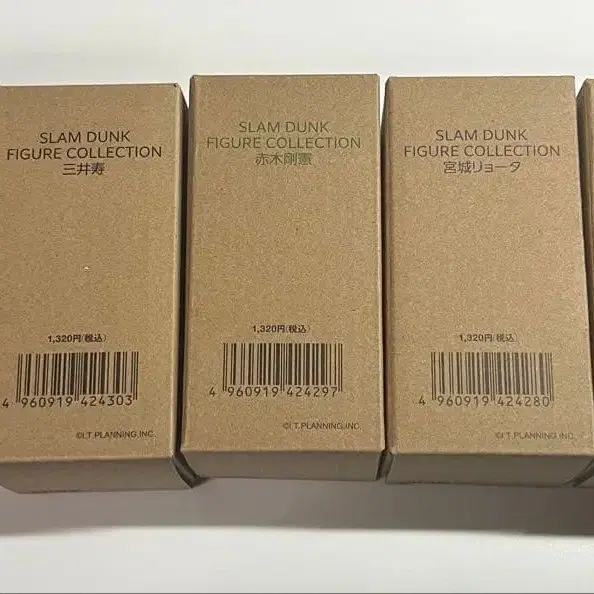 SLAM DUNK
FIGURE COLLECTION
三井寿
1,320円(税込)
4 960919 424303
©I.T.PLANNING,INC.
SLAM DUNK
FIGURE COLLECTION
赤木剛憲
1,320円(税込)
4 960919 424297
©I.T.PLANNING,INC.
SLAM DUNK
FIGURE COLLECTION
宮城リョータ
1,320円(税込)
4 960919 424280
©I.T.PLANNING,INC.